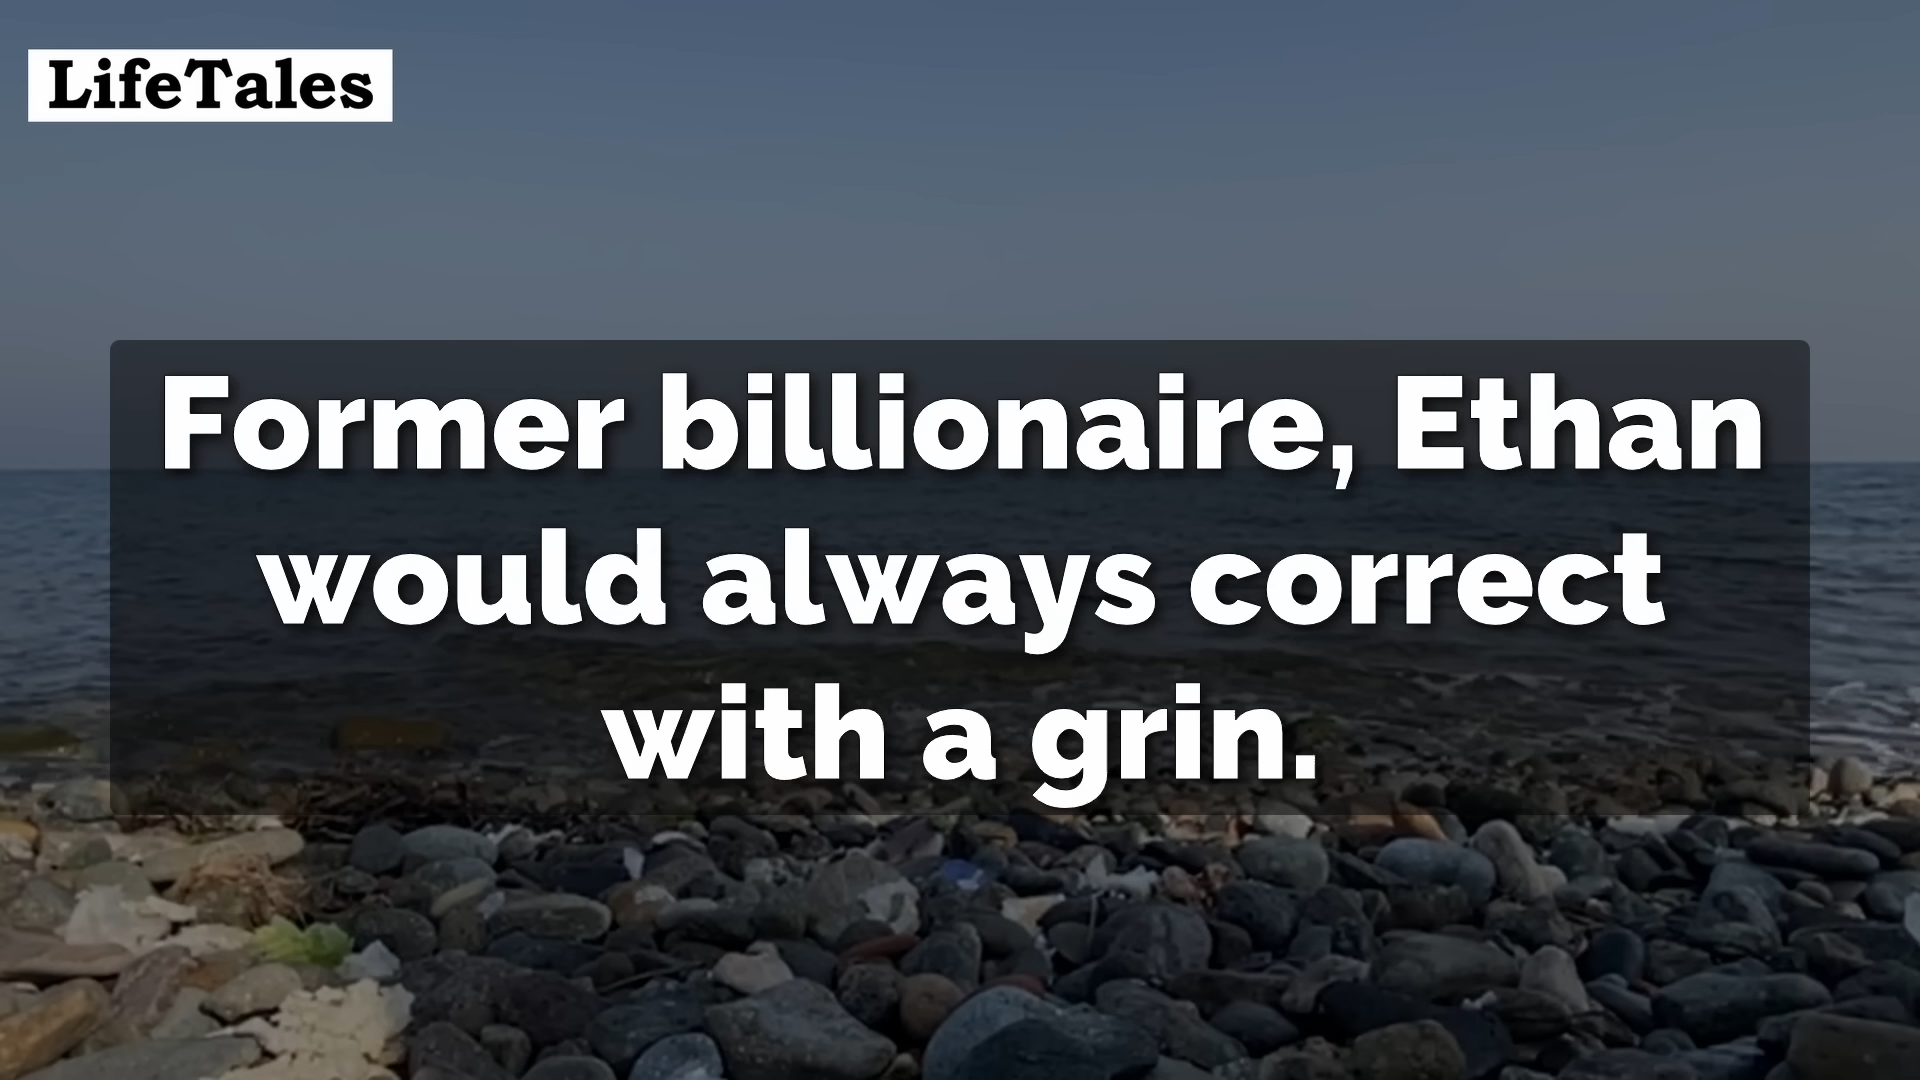 LifeTales
Former billionaire, Ethan
would always correct
with a grin.